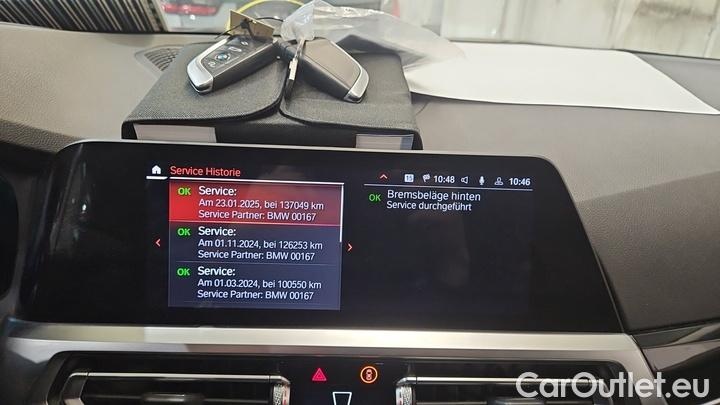 Service Historie
15
10:48
10:46
OK Service:
Am 23.01.2025, bei 137049 km
Service Partner: BMW 00167
OK Service:
Am 01.11.2024, bei 126253 km
Service Partner: BMW 00167
OK Service:
Am 01.03.2024, bei 100550 km
Service Partner: BMW 00167
OK Bremsbeläge hinten
Service durchgeführt
CarOutlet.eu